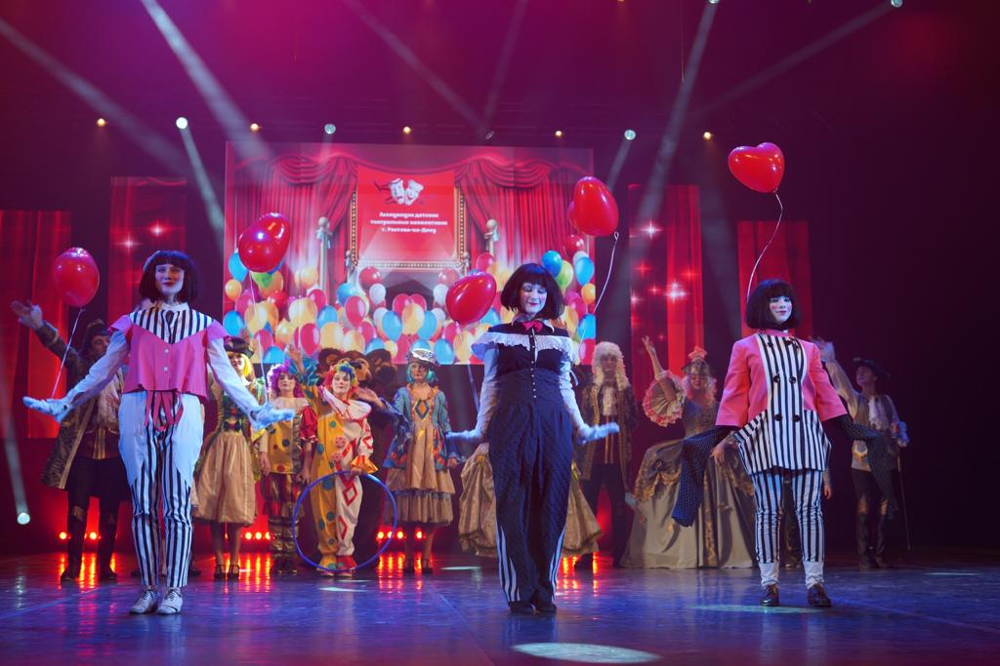 Ассоциация детских
театральных коллективов
г. Ростова-на-Дону